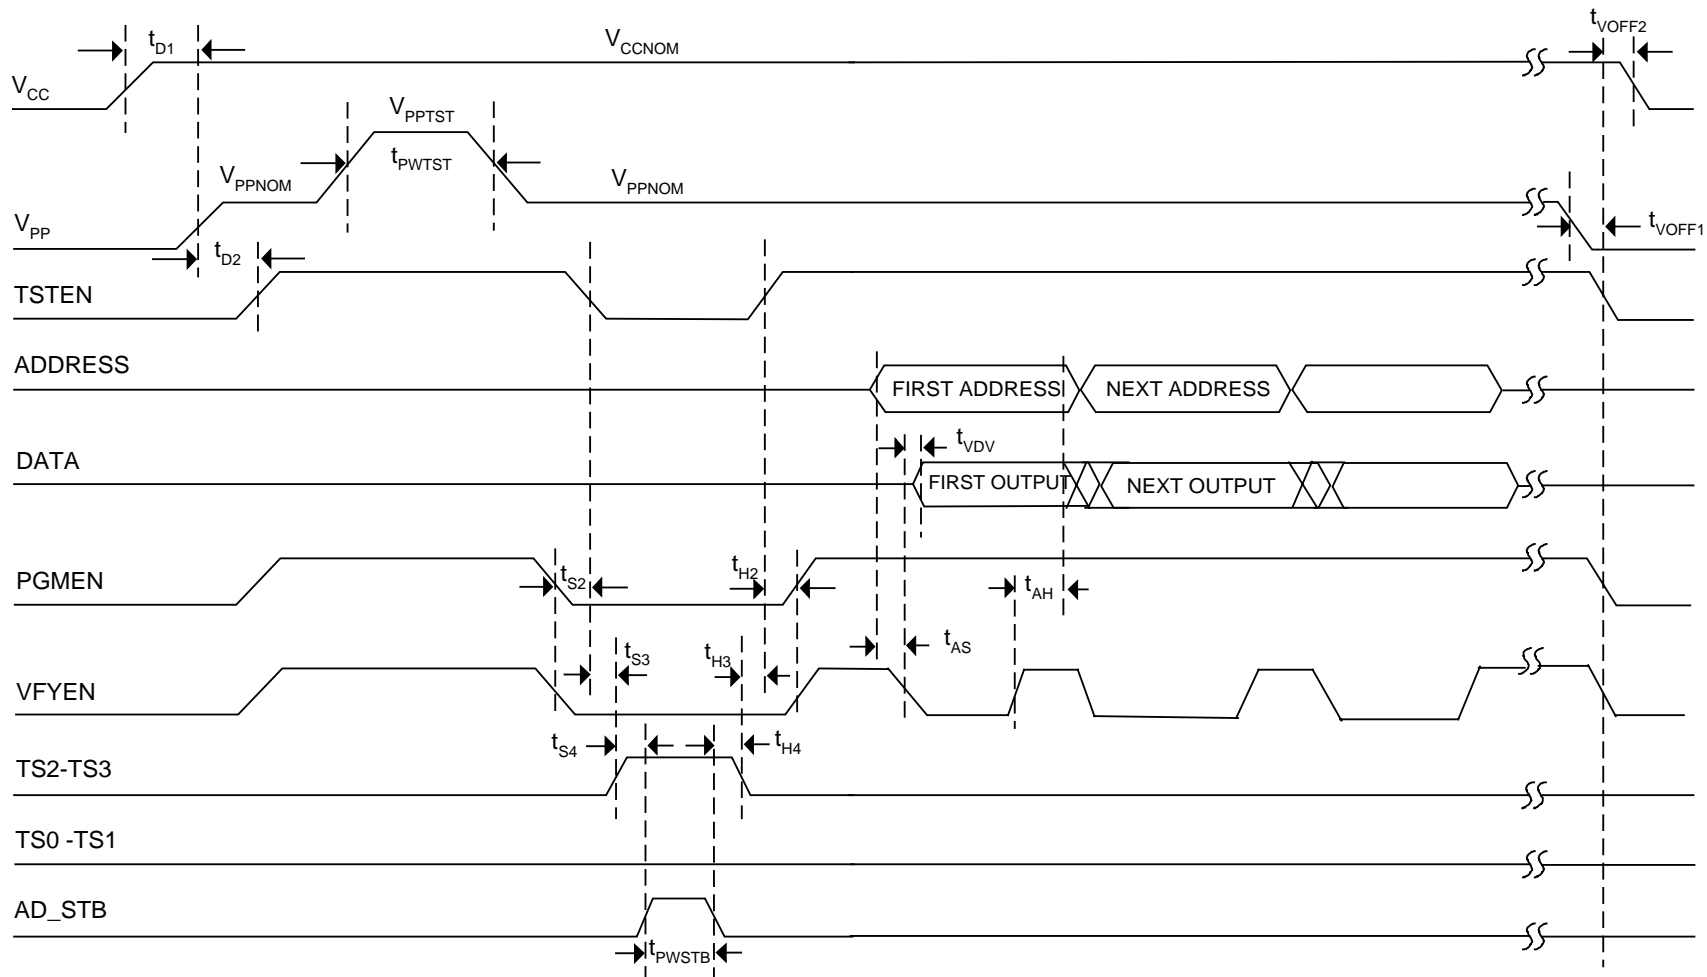 tVOFF2
tD1
VCCNOM
VCC
VPPTST
tPWTST
VPPNOM
VPPNOM
VPP
tVOFF1
tD2
TSTEN
ADDRESS
FIRST ADDRESS
NEXT ADDRESS
tVDV
DATA
FIRST OUTPUT
NEXT OUTPUT
PGMEN
tS2
tH2
tAH
tAS
tS3
tH3
VFYEN
tS4
tH4
TS2-TS3
TS0 -TS1
AD_STB
tPWSTB